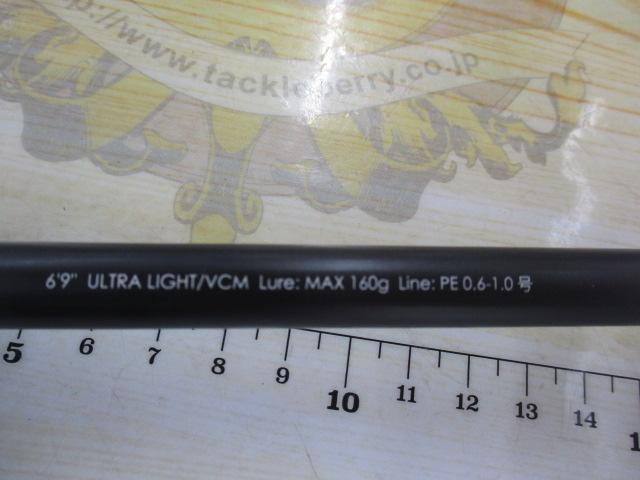 http://www.tackleberry.co.jp
6'9" ULTRA LIGHT/VCM Lure: MAX 160g Line: PE 0.6-1.0号
5 6 7 8 9 10 11 12 13 14